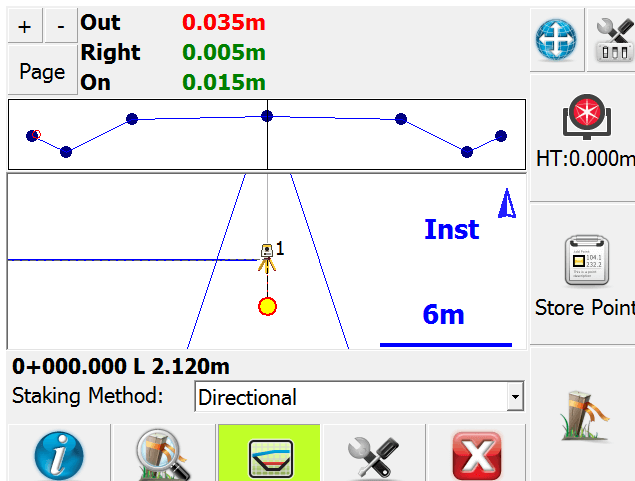 + -
Page
Out 0.035m
Right 0.005m
On 0.015m
HT:0.000m
1
Inst
6m
Store Point
0+000.000 L 2.120m
Staking Method: Directional